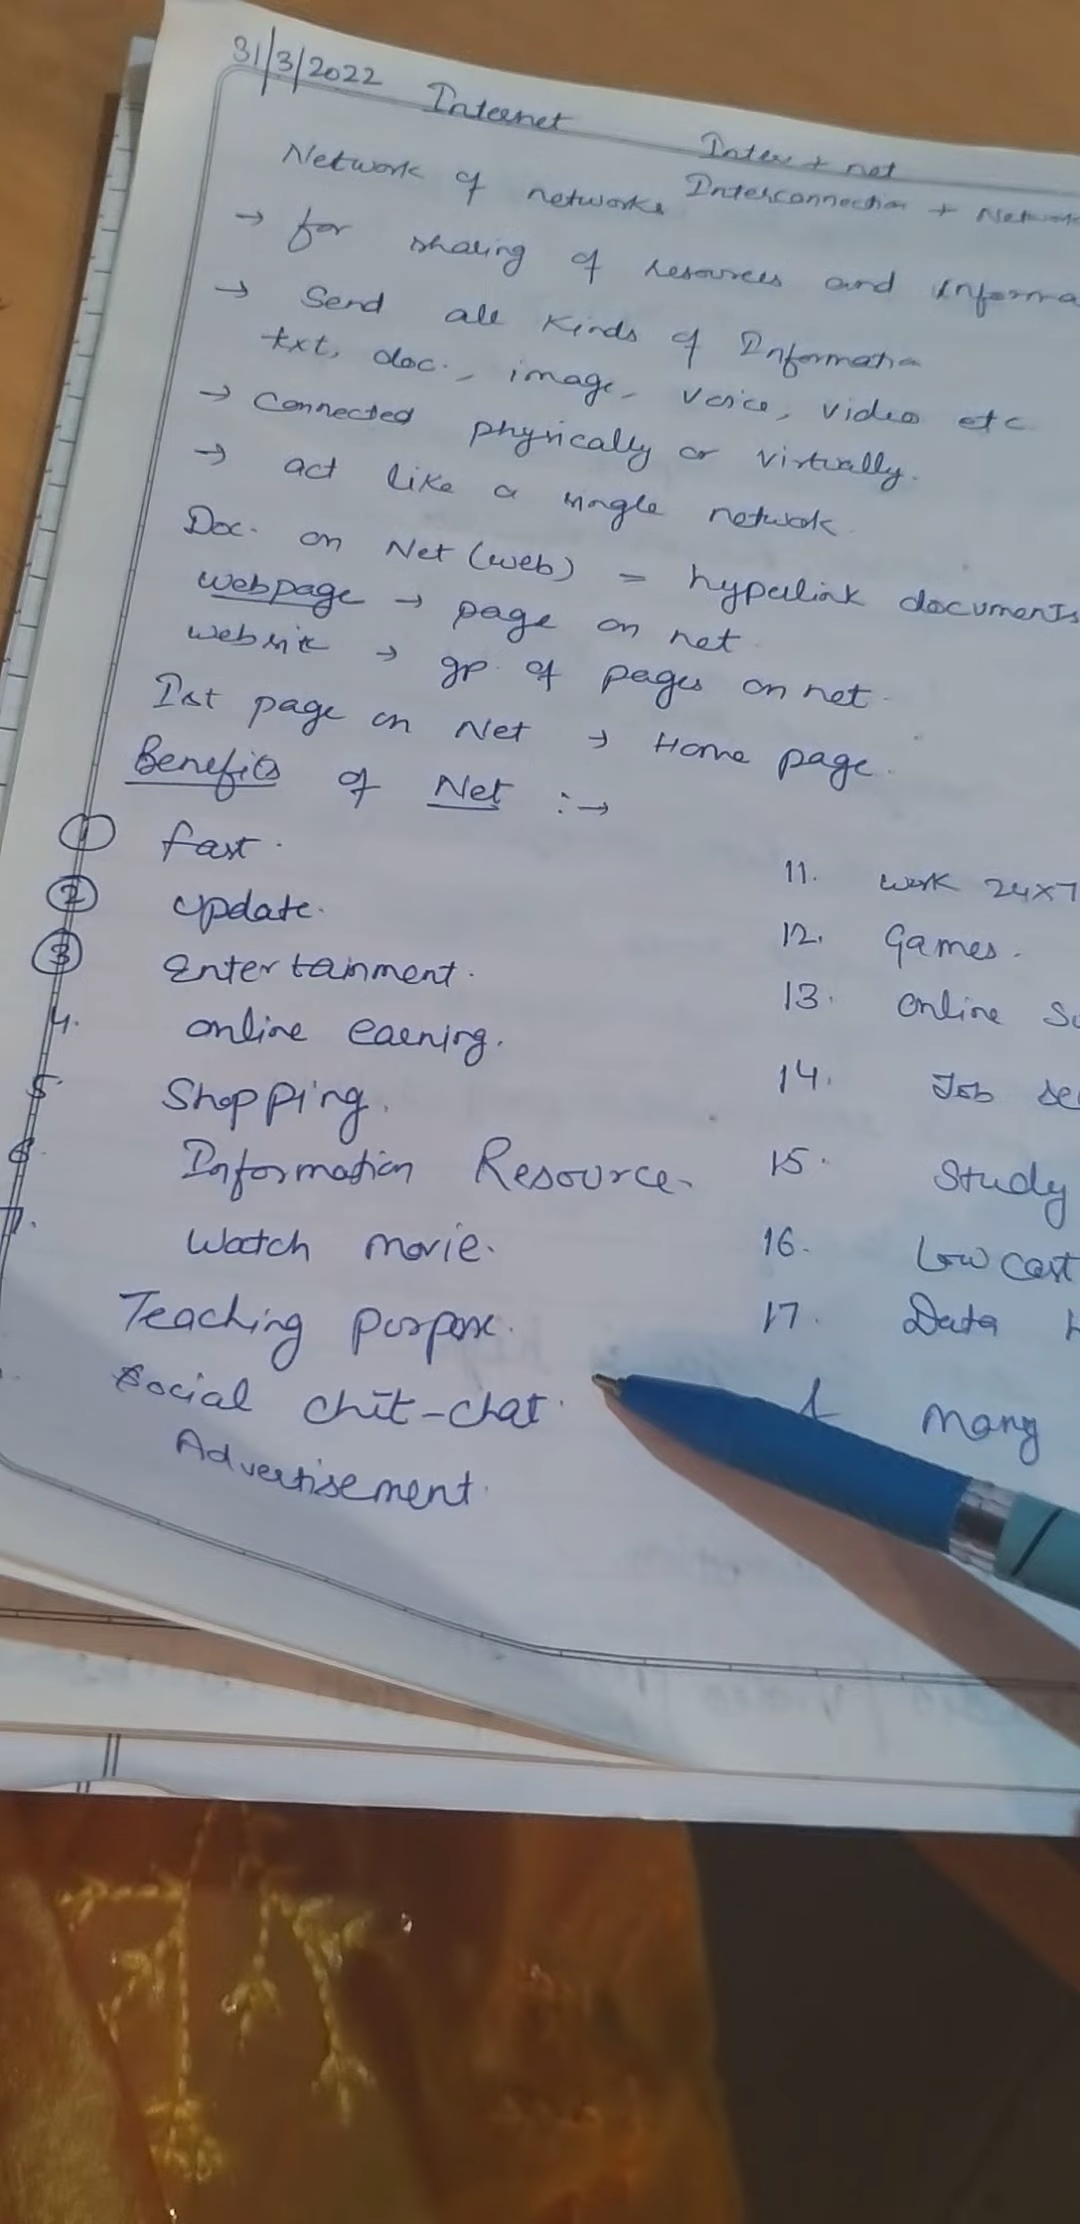 31/3/2022 Internet
Inter + net
Network of networks Interconnection + Network
→ for sharing of resources and informa
→ Send all kinds of Information
txt, doc., image, voice, video etc
→ Connected physically or virtually.
→ act like a single netwok.
Doc. on Net (web) = hyperlink documents
webpage → page on net.
website → gp. of pages on net.
Ist page on Net → Home page.
Benefits of Net :→
1 fast.
2 update.
3 Entertainment.
4. online earning.
5. Shopping.
6. Information Resource.
7. Watch movie.
Teaching purpose.
Social chit-chat.
Advertisement.
11. work 24x7
12. Games.
13. Online
14. Job
15. Study
16. Low cost
17. Data
many